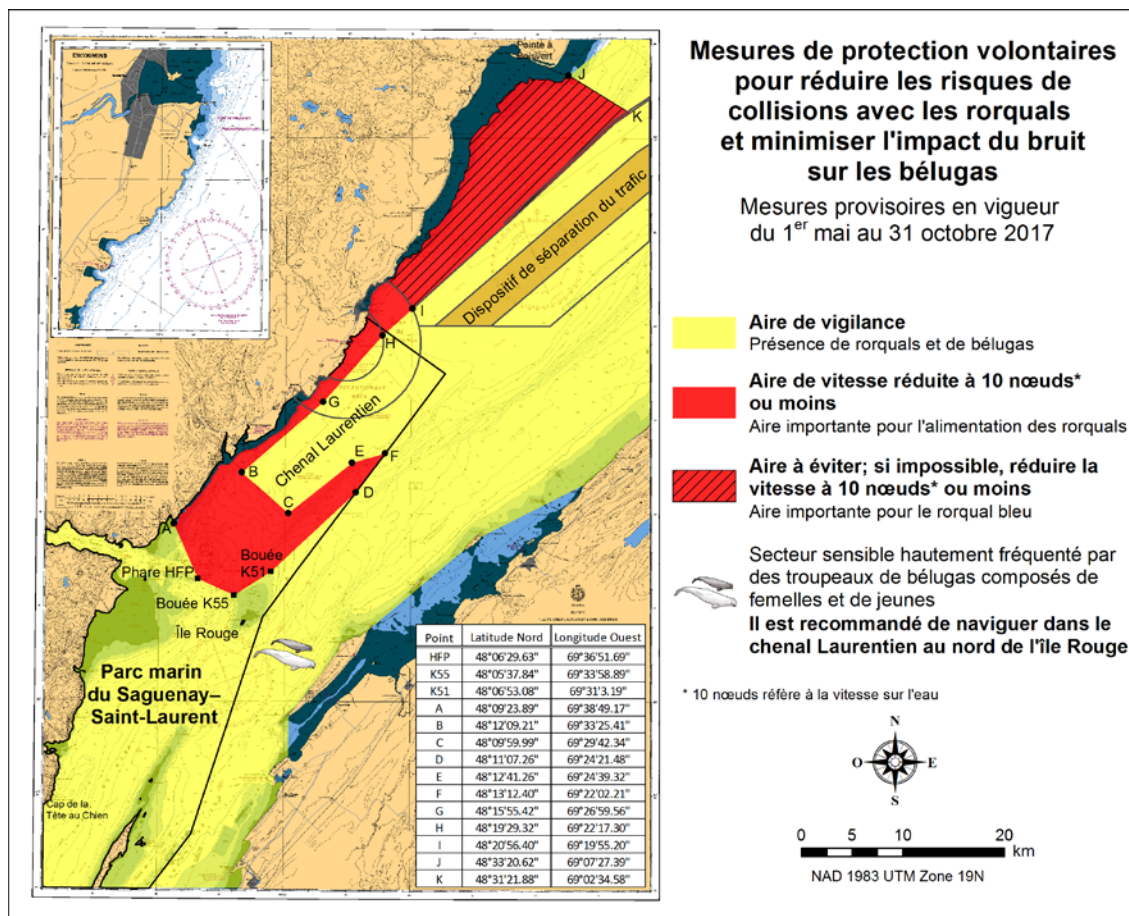 ESCOUMINS
Pointe à
J
K
Dispositif de séparation du trafic
I
H
G
Chenal Laurentien
B
E
F
C
D
A
Bouée
K51
Phare HFP
Bouée K55
Île Rouge
Parc marin
du Saguenay–
Saint-Laurent
Cap de la
Tête au Chien
Point Latitude Nord Longitude Ouest
HFP 48°06'29.63" 69°36'51.69"
K55 48°05'37.84" 69°33'58.89"
K51 48°06'53.08" 69°31'3.19"
A 48°09'23.89" 69°38'49.17"
B 48°12'09.21" 69°33'25.41"
C 48°09'59.99" 69°29'42.34"
D 48°11'07.26" 69°24'21.48"
E 48°12'41.26" 69°24'39.32"
F 48°13'12.40" 69°22'02.21"
G 48°15'55.42" 69°26'59.56"
H 48°19'29.32" 69°22'17.30"
I 48°20'56.40" 69°19'55.20"
J 48°33'20.62" 69°07'27.39"
K 48°31'21.88" 69°02'34.58"
Mesures de protection volontaires
pour réduire les risques de
collisions avec les rorquals
et minimiser l'impact du bruit
sur les bélugas
Mesures provisoires en vigueur
du 1er mai au 31 octobre 2017
Aire de vigilance
Présence de rorquals et de bélugas
Aire de vitesse réduite à 10 nœuds*
ou moins
Aire importante pour l'alimentation des rorquals
Aire à éviter; si impossible, réduire la
vitesse à 10 nœuds* ou moins
Aire importante pour le rorqual bleu
Secteur sensible hautement fréquenté par
des troupeaux de bélugas composés de
femelles et de jeunes
Il est recommandé de naviguer dans le
chenal Laurentien au nord de l'île Rouge
* 10 nœuds réfère à la vitesse sur l'eau
N
O E
S
0 5 10 20
km
NAD 1983 UTM Zone 19N